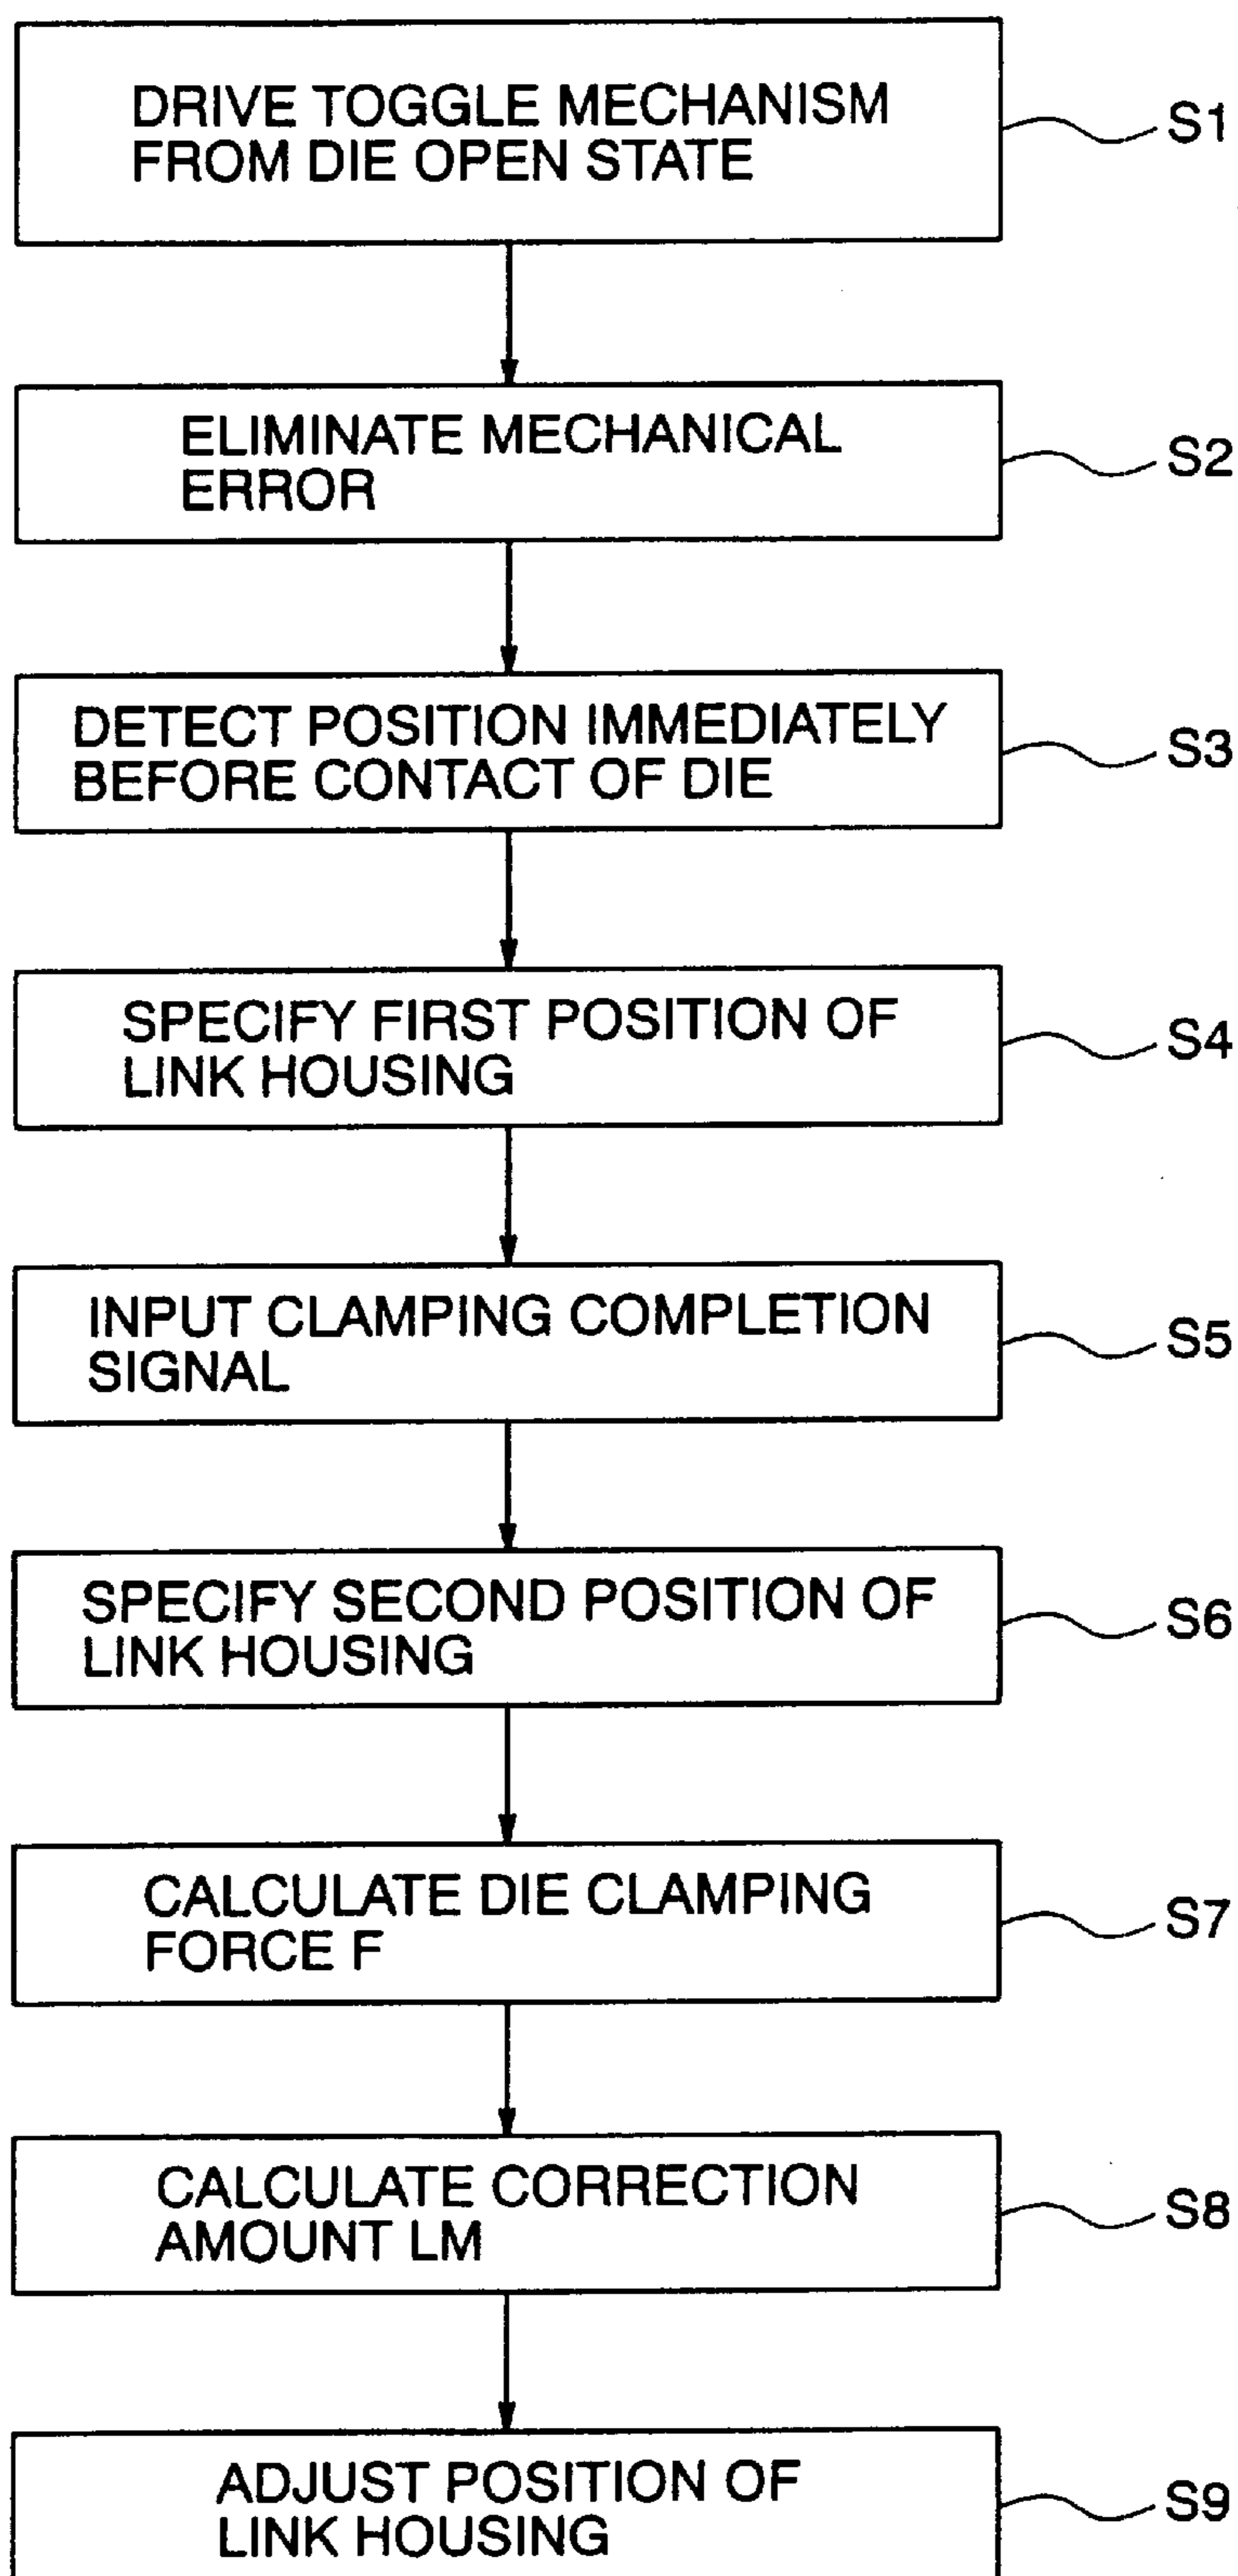 DRIVE TOGGLE MECHANISM
FROM DIE OPEN STATE
S1
ELIMINATE MECHANICAL
ERROR
S2
DETECT POSITION IMMEDIATELY
BEFORE CONTACT OF DIE
S3
SPECIFY FIRST POSITION OF
LINK HOUSING
S4
INPUT CLAMPING COMPLETION
SIGNAL
S5
SPECIFY SECOND POSITION OF
LINK HOUSING
S6
CALCULATE DIE CLAMPING
FORCE F
S7
CALCULATE CORRECTION
AMOUNT LM
S8
ADJUST POSITION OF
LINK HOUSING
S9